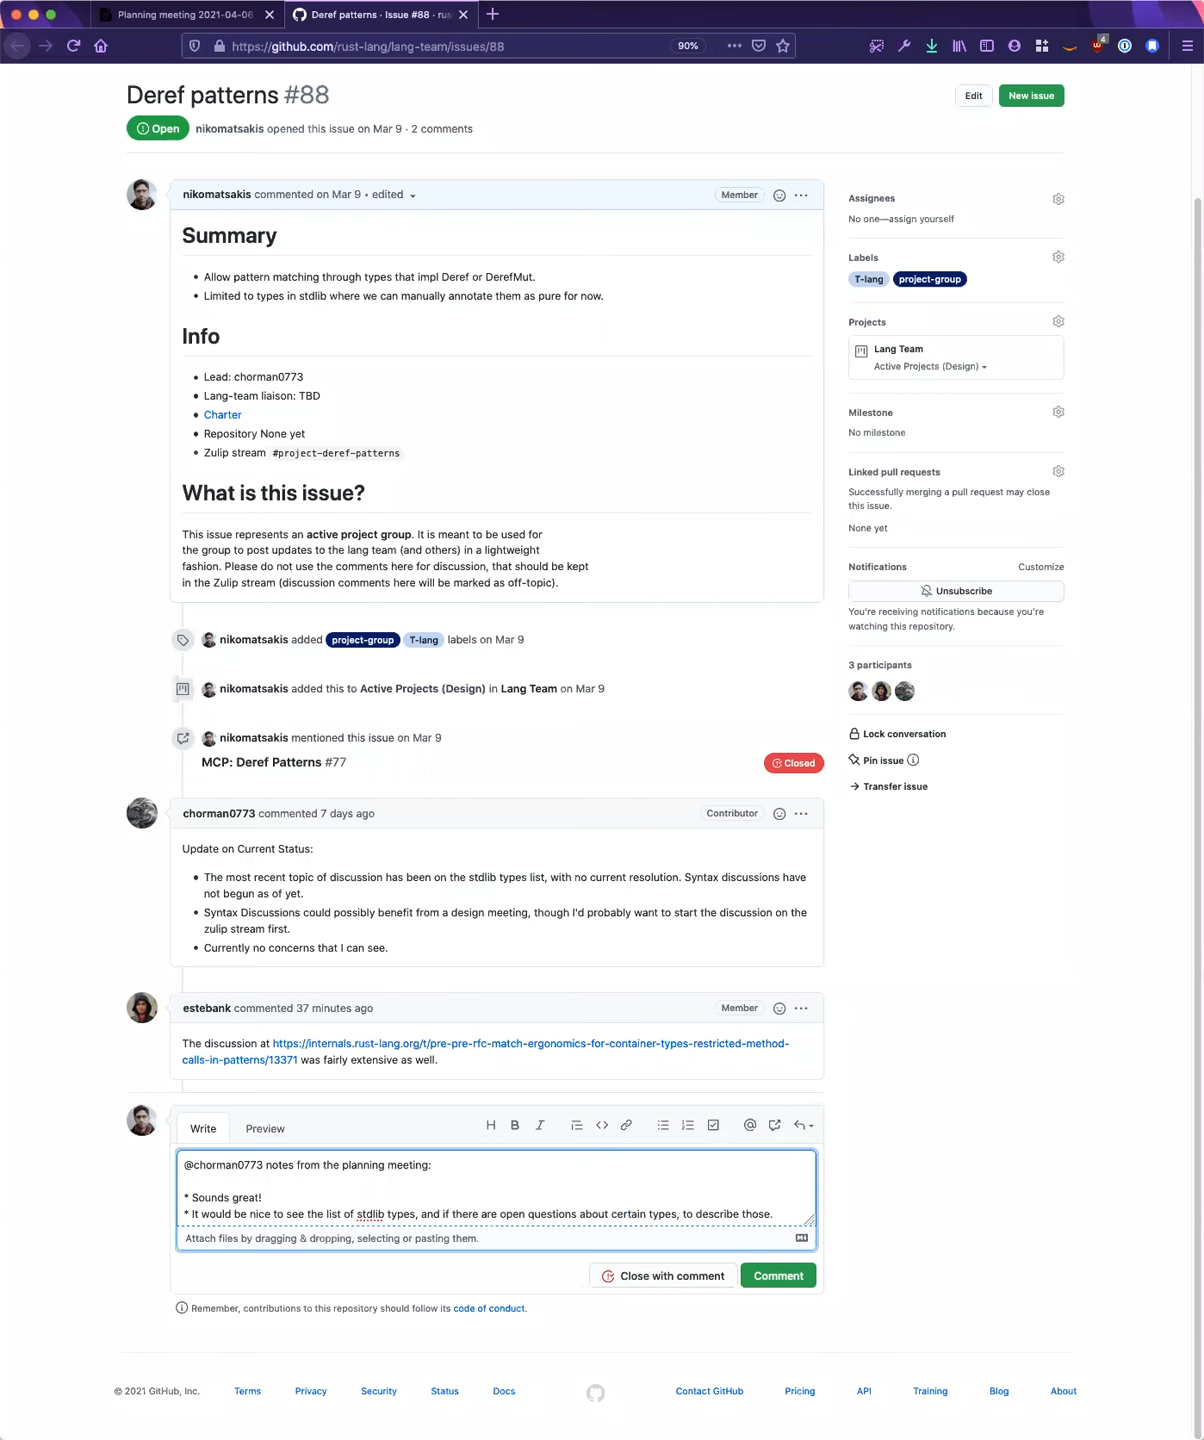 Planning meeting 2021-04-06
Deref patterns · Issue #88 · rus
https://github.com/rust-lang/lang-team/issues/88
90%
4
Deref patterns #88
Edit
New issue
Open
nikomatsakis opened this issue on Mar 9 · 2 comments
nikomatsakis commented on Mar 9 • edited
Member
Summary
• Allow pattern matching through types that impl Deref or DerefMut.
• Limited to types in stdlib where we can manually annotate them as pure for now.
Info
• Lead: chorman0773
• Lang-team liaison: TBD
• Charter
• Repository None yet
• Zulip stream #project-deref-patterns
What is this issue?
This issue represents an active project group. It is meant to be used for
the group to post updates to the lang team (and others) in a lightweight
fashion. Please do not use the comments here for discussion, that should be kept
in the Zulip stream (discussion comments here will be marked as off-topic).
nikomatsakis added project-group T-lang labels on Mar 9
nikomatsakis added this to Active Projects (Design) in Lang Team on Mar 9
nikomatsakis mentioned this issue on Mar 9
MCP: Deref Patterns #77
Closed
chorman0773 commented 7 days ago
Contributor
Update on Current Status:
• The most recent topic of discussion has been on the stdlib types list, with no current resolution. Syntax discussions have
not begun as of yet.
• Syntax Discussions could possibly benefit from a design meeting, though I'd probably want to start the discussion on the
zulip stream first.
• Currently no concerns that I can see.
estebank commented 37 minutes ago
Member
The discussion at https://internals.rust-lang.org/t/pre-pre-rfc-match-ergonomics-for-container-types-restricted-method-
calls-in-patterns/13371 was fairly extensive as well.
Write
Preview
H B I
@chorman0773 notes from the planning meeting:
* Sounds great!
* It would be nice to see the list of stdlib types, and if there are open questions about certain types, to describe those.
Attach files by dragging & dropping, selecting or pasting them.
Close with comment
Comment
Remember, contributions to this repository should follow its code of conduct.
Assignees
No one—assign yourself
Labels
T-lang project-group
Projects
Lang Team
Active Projects (Design)
Milestone
No milestone
Linked pull requests
Successfully merging a pull request may close
this issue.
None yet
Notifications
Customize
Unsubscribe
You're receiving notifications because you're
watching this repository.
3 participants
Lock conversation
Pin issue
Transfer issue
© 2021 GitHub, Inc.
Terms
Privacy
Security
Status
Docs
Contact GitHub
Pricing
API
Training
Blog
About